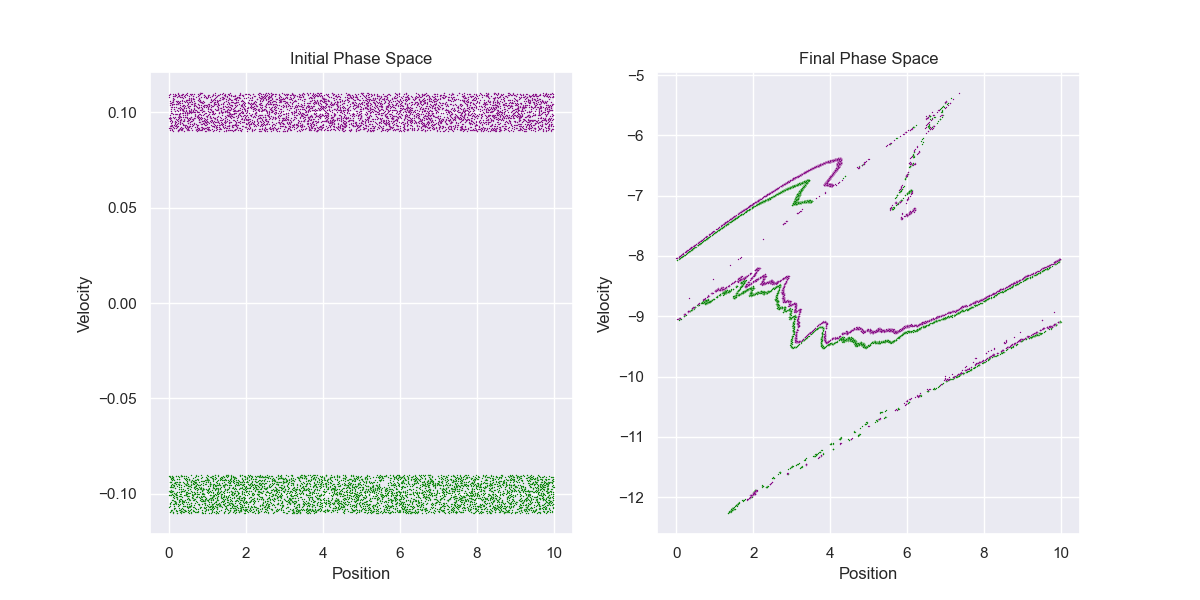 Initial Phase Space
0.10
0.05
0.00
−0.05
−0.10
Velocity
0 2 4 6 8 10
Position
Final Phase Space
−5
−6
−7
−8
−9
−10
−11
−12
Velocity
0 2 4 6 8 10
Position